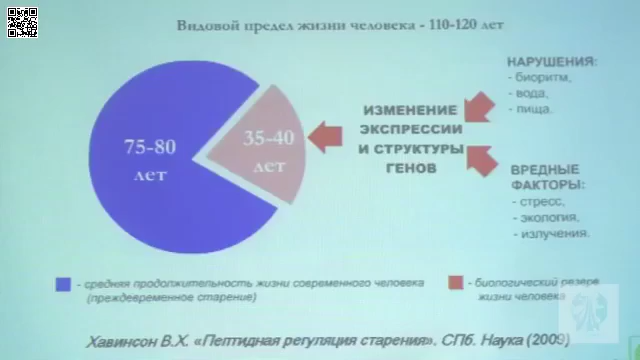 Видовой предел жизни человека - 110-120 лет
75-80
лет
35-40
лет
ИЗМЕНЕНИЕ
ЭКСПРЕССИИ
И СТРУКТУРЫ
ГЕНОВ
НАРУШЕНИЯ:
- биоритм,
- вода,
- пища.
ВРЕДНЫЕ
ФАКТОРЫ:
- стресс,
- экология,
- излучения.
- средняя продолжительность жизни современного человека
(преждевременное старение)
- биологический резерв
жизни человека
Хавинсон В.Х. «Пептидная регуляция старения». СПб. Наука (2009)